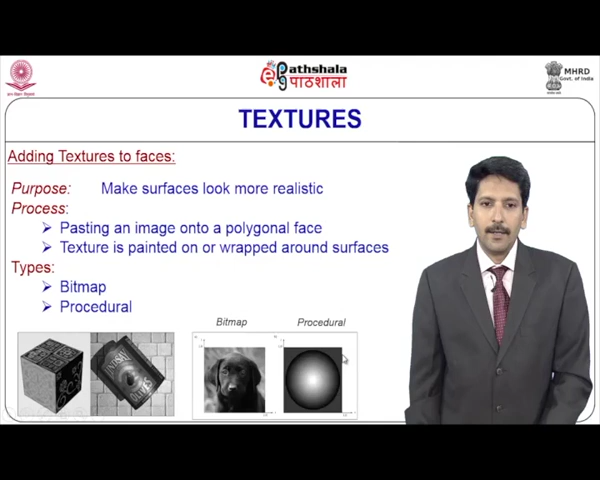 Pathshala
पाठशाला
MHRD
Govt. of India
TEXTURES
Adding Textures to faces:
Purpose: Make surfaces look more realistic
Process:
Pasting an image onto a polygonal face
Texture is painted on or wrapped around surfaces
Types:
Bitmap
Procedural
Bitmap Procedural